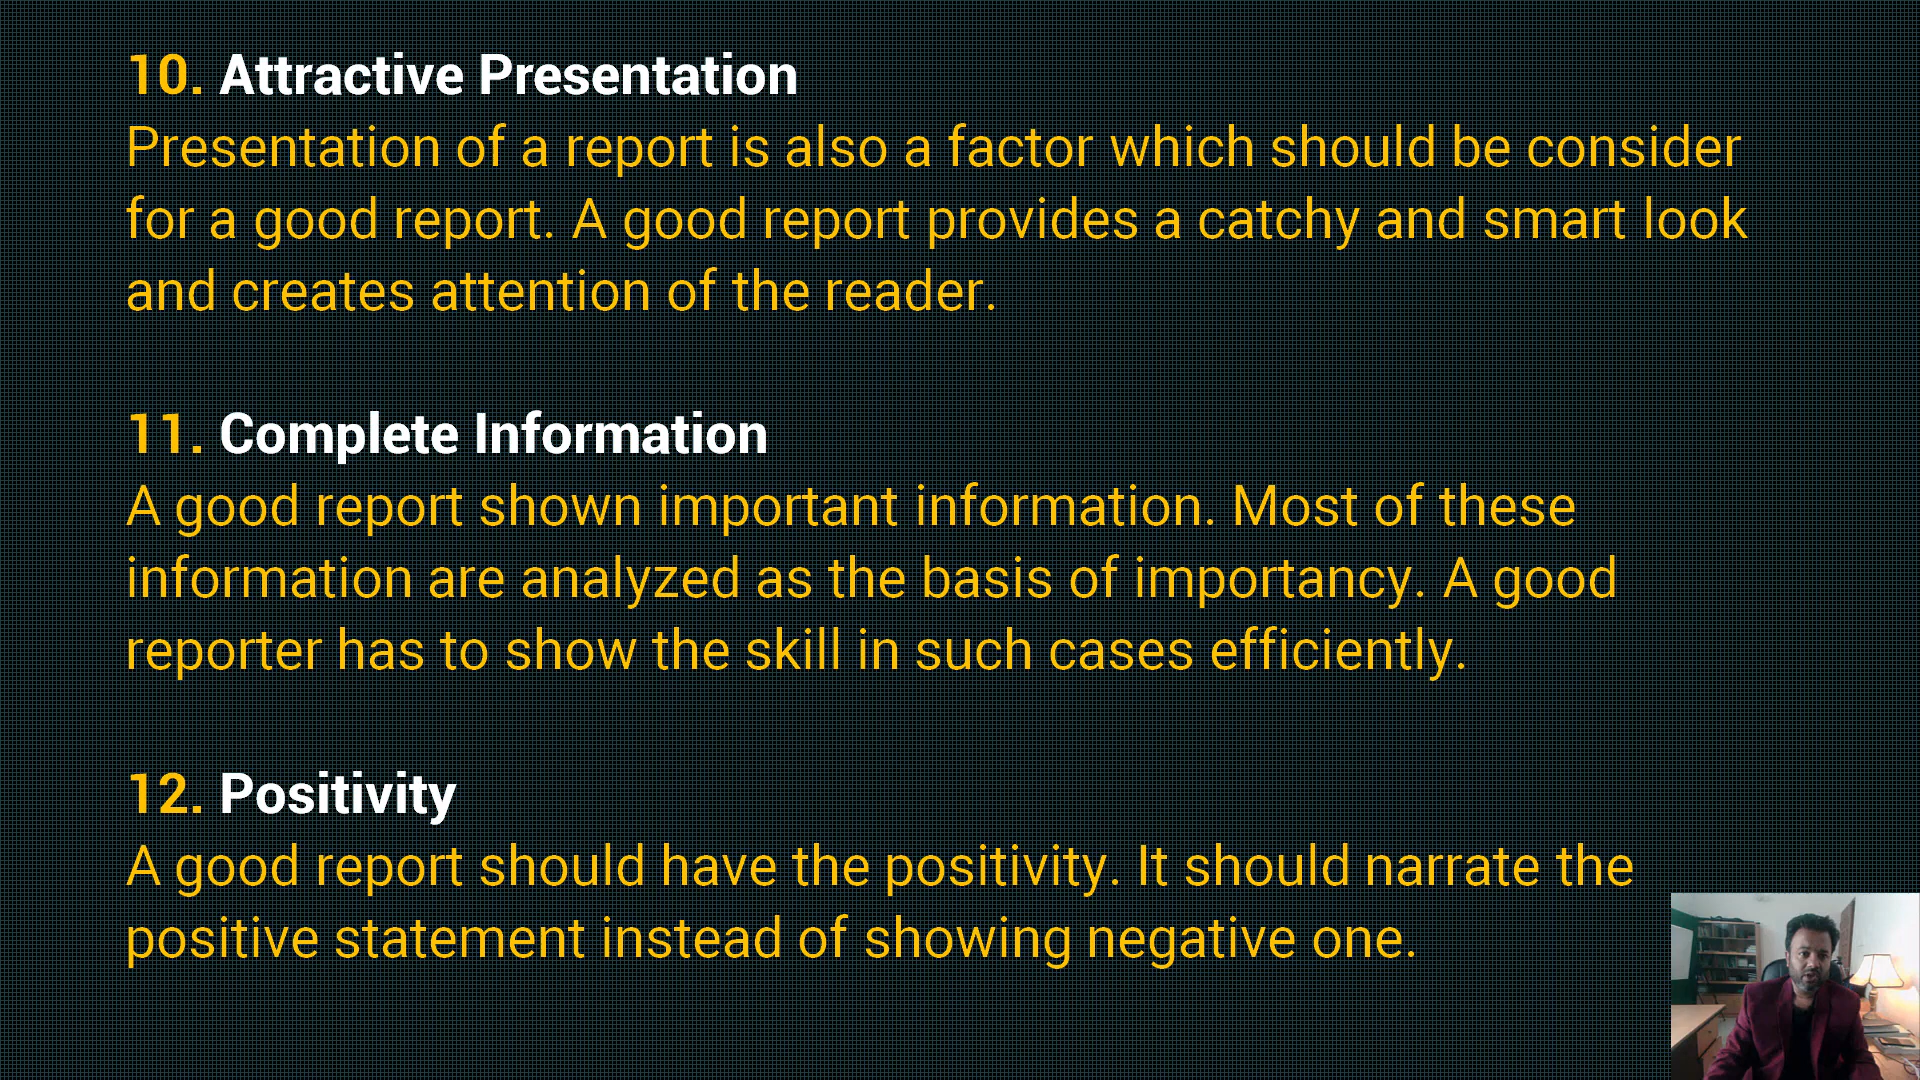 10. Attractive Presentation
Presentation of a report is also a factor which should be consider
for a good report. A good report provides a catchy and smart look
and creates attention of the reader.
11. Complete Information
A good report shown important information. Most of these
information are analyzed as the basis of importancy. A good
reporter has to show the skill in such cases efficiently.
12. Positivity
A good report should have the positivity. It should narrate the
positive statement instead of showing negative one.